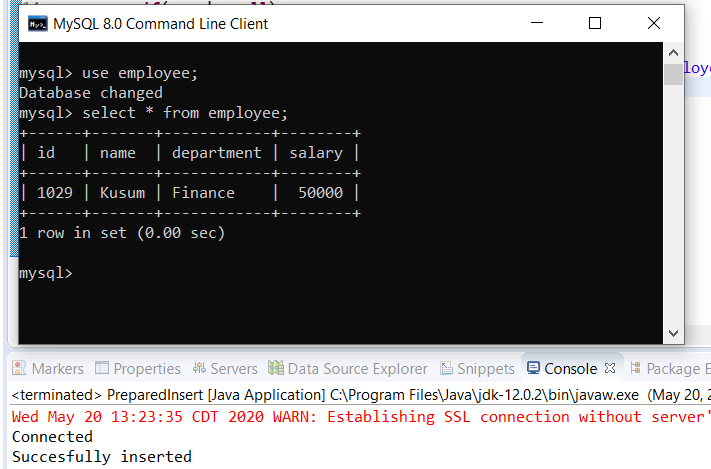 MySQL 8.0 Command Line Client
mysql> use employee;
Database changed
mysql> select * from employee;
+------+-------+------------+--------+
| id   | name  | department | salary |
+------+-------+------------+--------+
| 1029 | Kusum | Finance    |  50000 |
+------+-------+------------+--------+
1 row in set (0.00 sec)
mysql>
Markers Properties Servers Data Source Explorer Snippets Console Package E
<terminated> PreparedInsert [Java Application] C:\Program Files\Java\jdk-12.0.2\bin\javaw.exe (May 20, 2
Wed May 20 13:23:35 CDT 2020 WARN: Establishing SSL connection without server'
Connected
Succesfully inserted